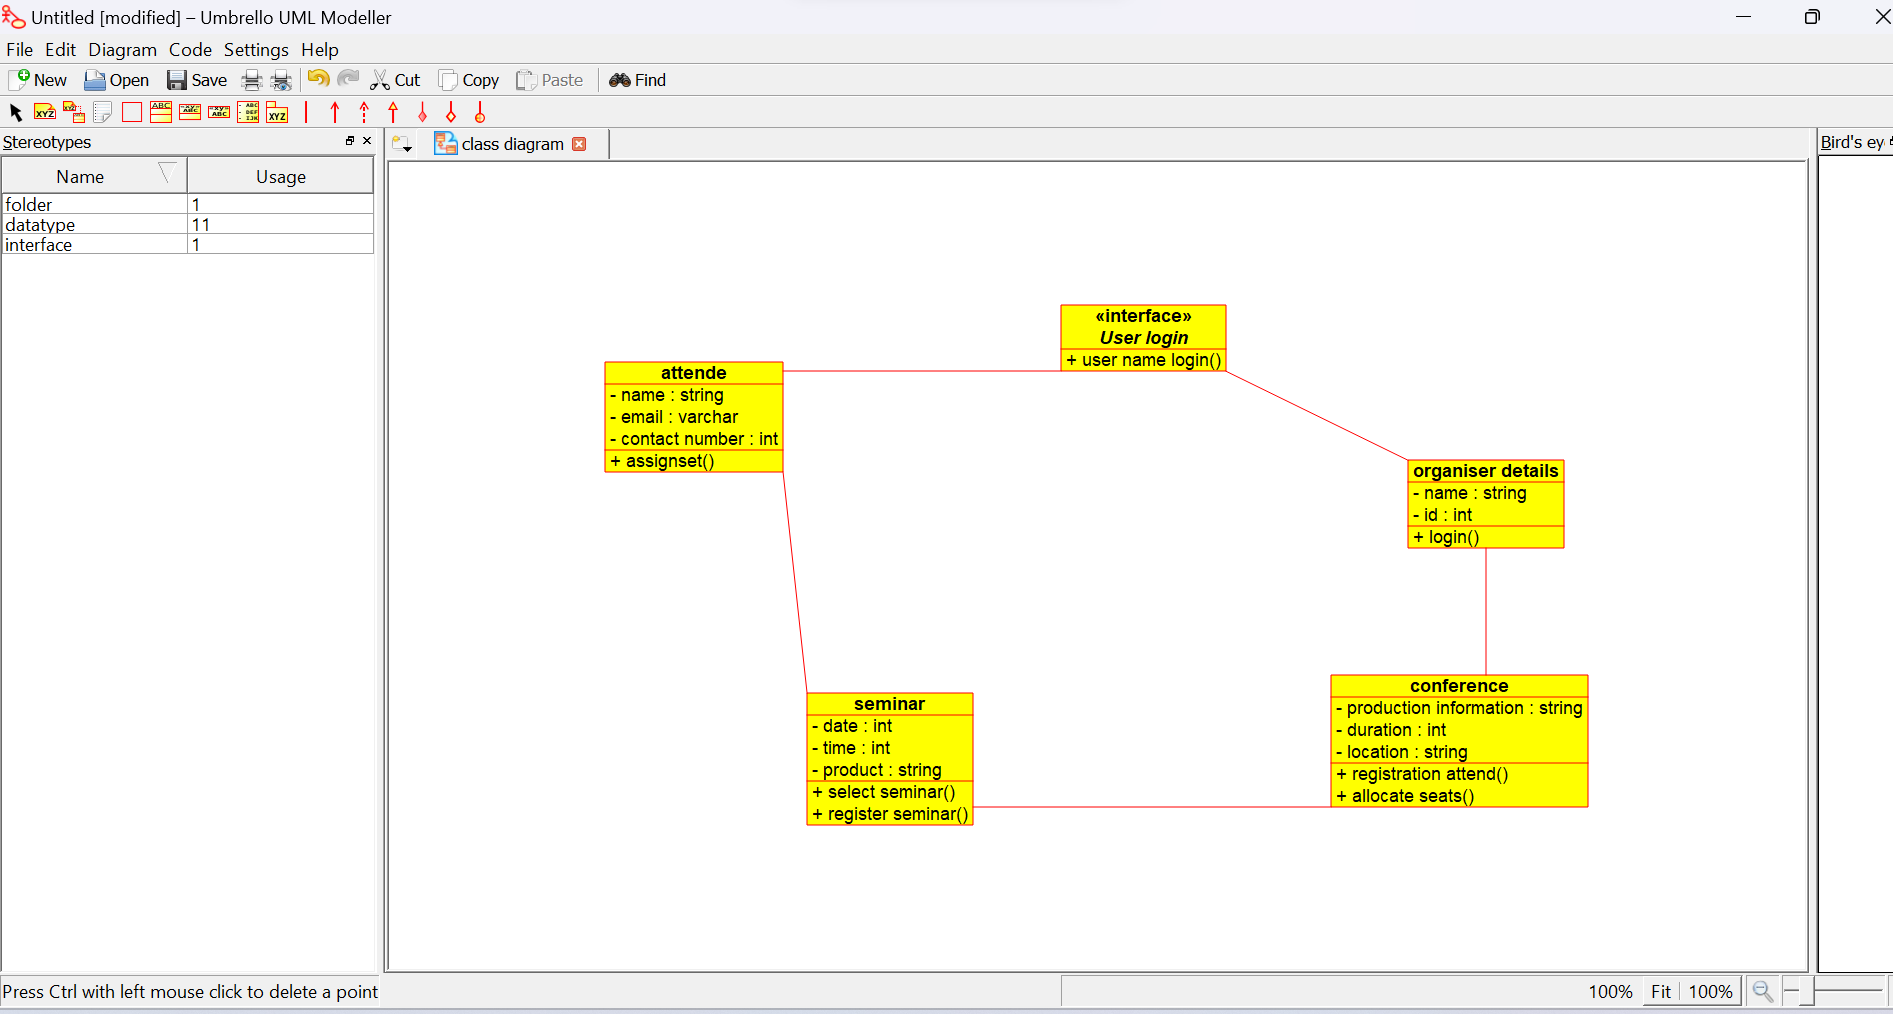 Untitled [modified] – Umbrello UML Modeller
File Edit Diagram Code Settings Help
New Open Save Cut Copy Paste Find
Stereotypes
Name Usage
folder 1
datatype 11
interface 1
class diagram
Bird's ey
«interface»
User login
+ user name login()
attende
- name : string
- email : varchar
- contact number : int
+ assignset()
organiser details
- name : string
- id : int
+ login()
seminar
- date : int
- time : int
- product : string
+ select seminar()
+ register seminar()
conference
- production information : string
- duration : int
- location : string
+ registration attend()
+ allocate seats()
Press Ctrl with left mouse click to delete a point
100% Fit 100%